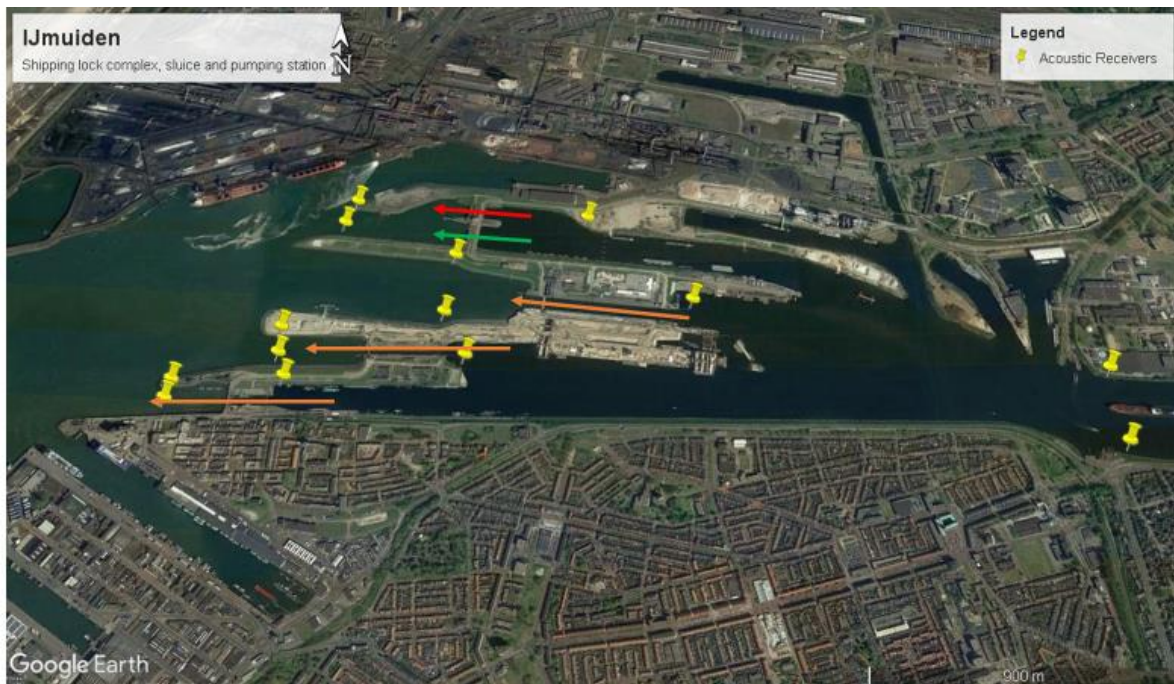 IJmuiden
Shipping lock complex, sluice and pumping station
N
Legend
Acoustic Receivers
Google Earth
900 m